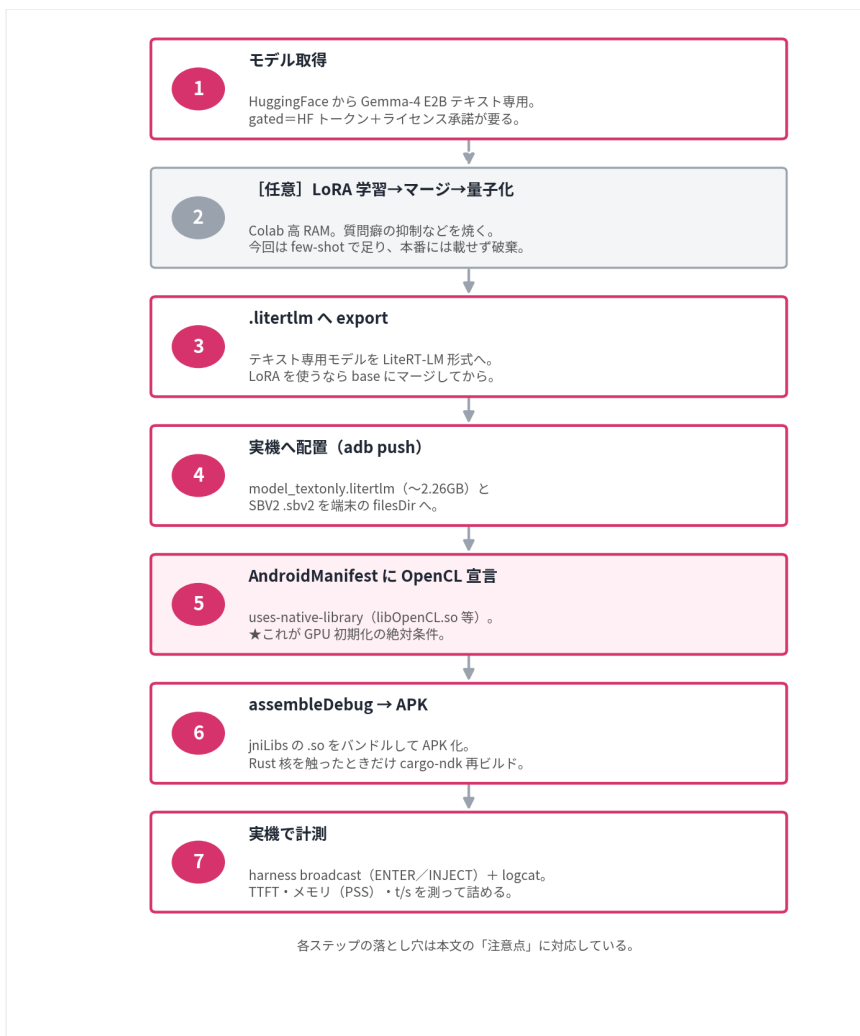 1
モデル取得
HuggingFace から Gemma-4 E2B テキスト専用。
gated＝HF トークン＋ライセンス承諾が要る。
2
［任意］LoRA 学習→マージ→量子化
Colab 高 RAM。質問癖の抑制などを焼く。
今回は few-shot で足り、本番には載せず破棄。
3
.litertlm へ export
テキスト専用モデルを LiteRT-LM 形式へ。
LoRA を使うなら base にマージしてから。
4
実機へ配置（adb push）
model_textonly.litertlm（〜2.26GB）と
SBV2 .sbv2 を端末の filesDir へ。
5
AndroidManifest に OpenCL 宣言
uses-native-library（libOpenCL.so 等）。
★これが GPU 初期化の絶対条件。
6
assembleDebug → APK
jniLibs の .so をバンドルして APK 化。
Rust 核を触ったときだけ cargo-ndk 再ビルド。
7
実機で計測
harness broadcast（ENTER／INJECT）＋ logcat。
TTFT・メモリ（PSS）・t/s を測って詰める。
各ステップの落とし穴は本文の「注意点」に対応している。